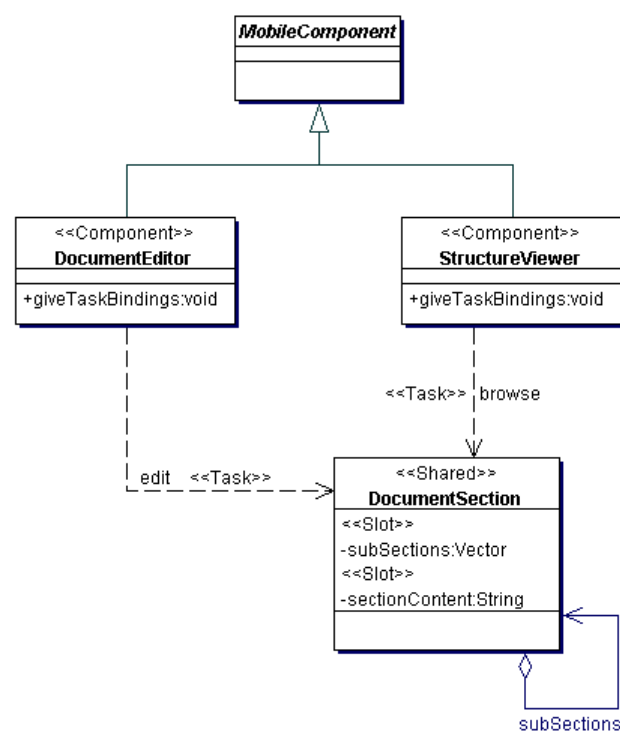 MobileComponent
<<Component>>
DocumentEditor
+giveTaskBindings:void
<<Component>>
StructureViewer
+giveTaskBindings:void
<<Task>> browse
edit <<Task>>
<<Shared>>
DocumentSection
<<Slot>>
-subSections:Vector
<<Slot>>
-sectionContent:String
subSections